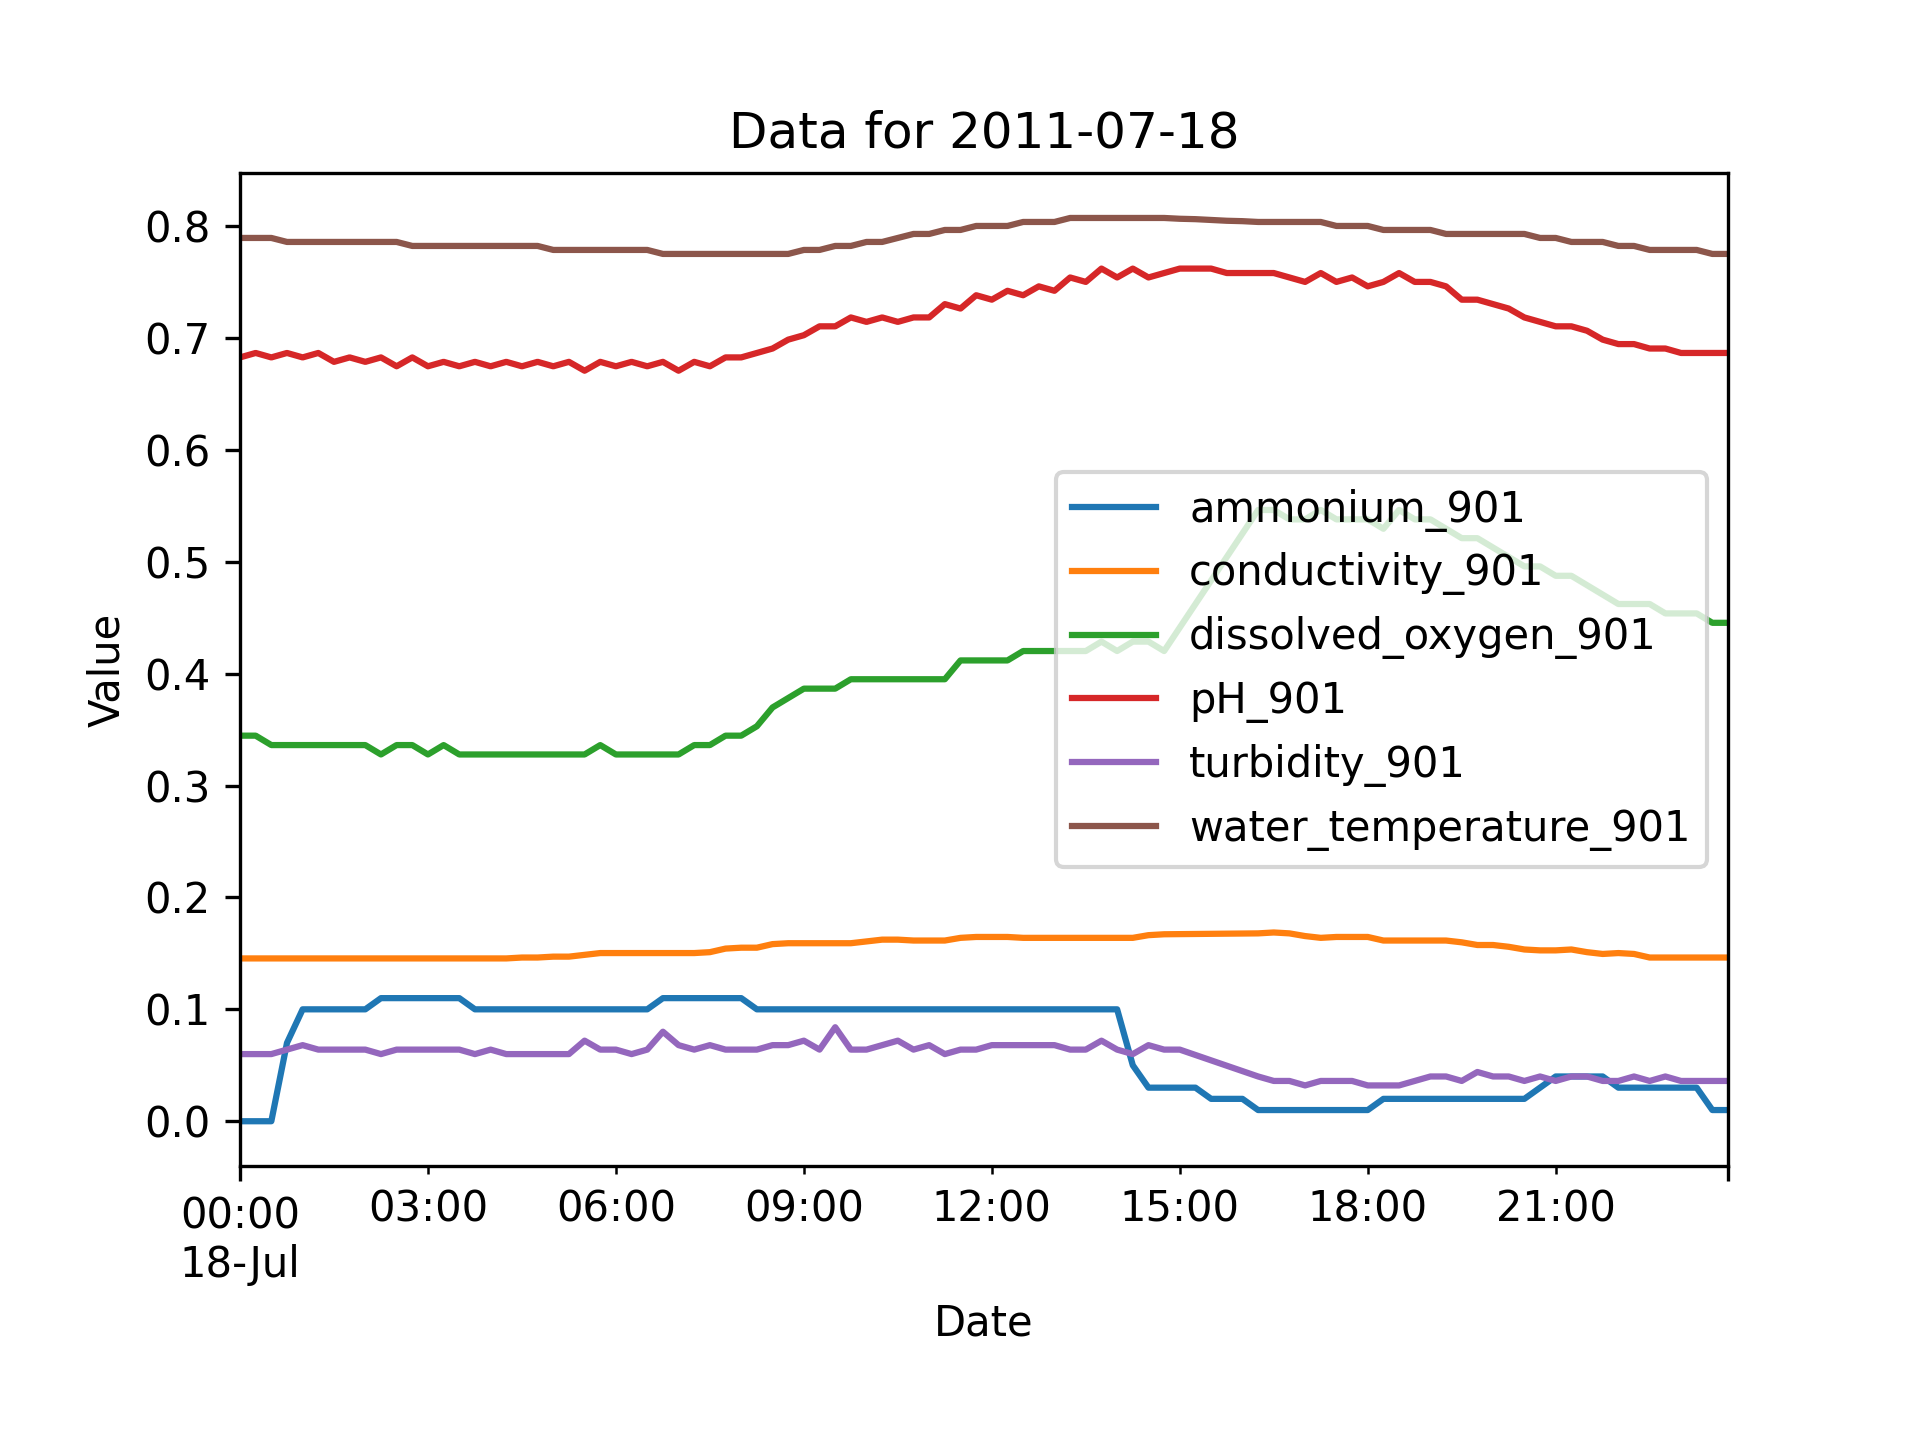 Data for 2011-07-18
0.8
0.7
0.6
0.5
0.4
0.3
0.2
0.1
0.0
Value
ammonium_901
conductivity_901
dissolved_oxygen_901
pH_901
turbidity_901
water_temperature_901
00:00 03:00 06:00 09:00 12:00 15:00 18:00 21:00
18-Jul
Date